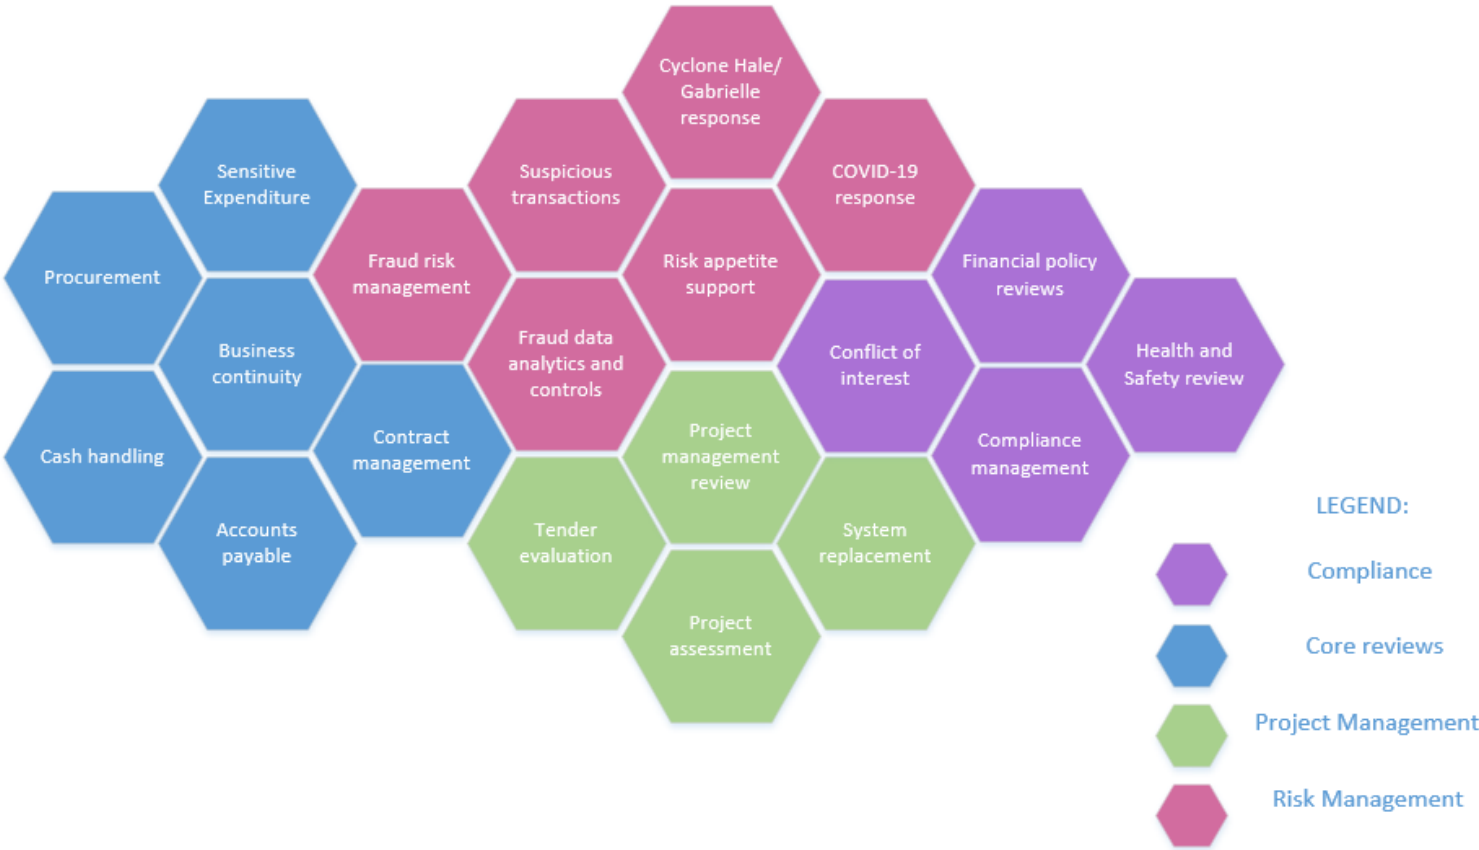 Cyclone Hale/
Gabrielle
response
Sensitive
Expenditure
Suspicious
transactions
COVID-19
response
Procurement
Fraud risk
management
Risk appetite
support
Financial policy
reviews
Business
continuity
Fraud data
analytics and
controls
Conflict of
interest
Health and
Safety review
Cash handling
Contract
management
Project
management
review
Compliance
management
Accounts
payable
Tender
evaluation
System
replacement
Project
assessment
LEGEND:
Compliance
Core reviews
Project Management
Risk Management